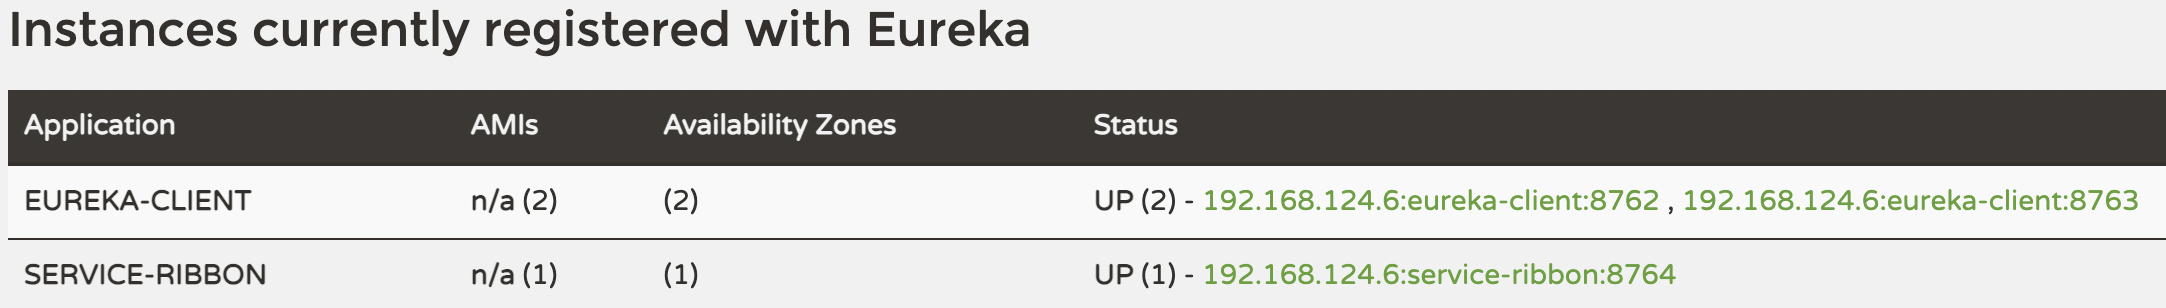 Instances currently registered with Eureka
Application AMIs Availability Zones Status
EUREKA-CLIENT n/a (2) (2) UP (2) - 192.168.124.6:eureka-client:8762 , 192.168.124.6:eureka-client:8763
SERVICE-RIBBON n/a (1) (1) UP (1) - 192.168.124.6:service-ribbon:8764